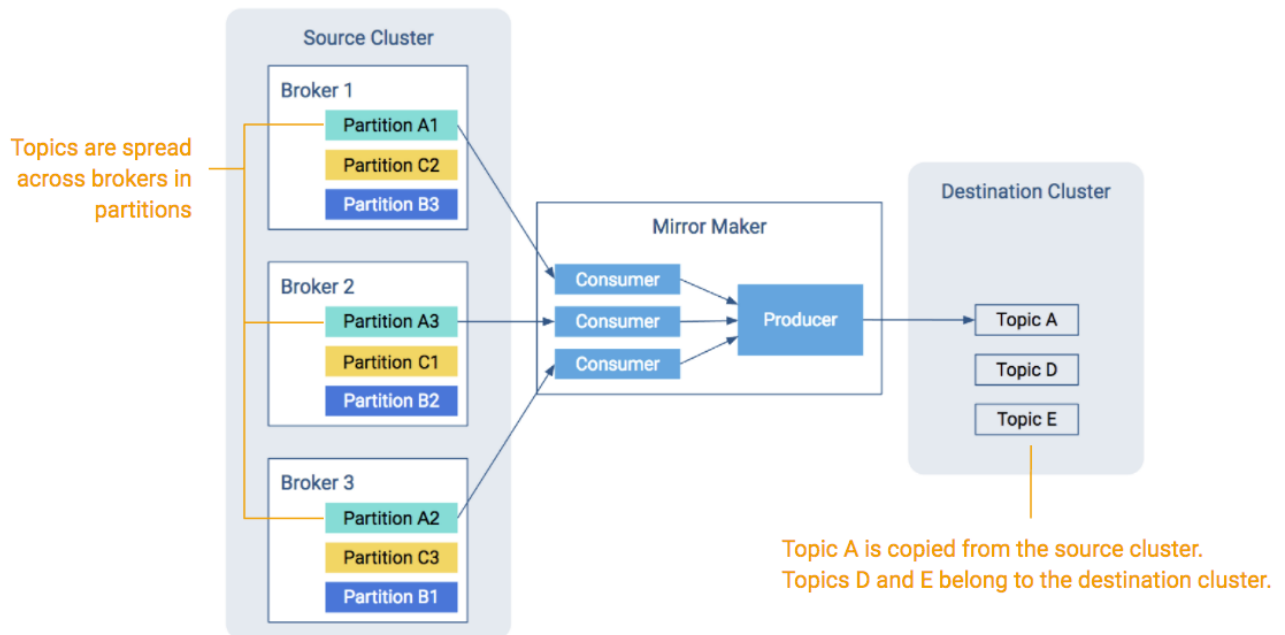 Source Cluster
Broker 1
Partition A1
Partition C2
Partition B3
Topics are spread
across brokers in
partitions
Broker 2
Partition A3
Partition C1
Partition B2
Broker 3
Partition A2
Partition C3
Partition B1
Mirror Maker
Consumer
Consumer
Consumer
Producer
Destination Cluster
Topic A
Topic D
Topic E
Topic A is copied from the source cluster.
Topics D and E belong to the destination cluster.